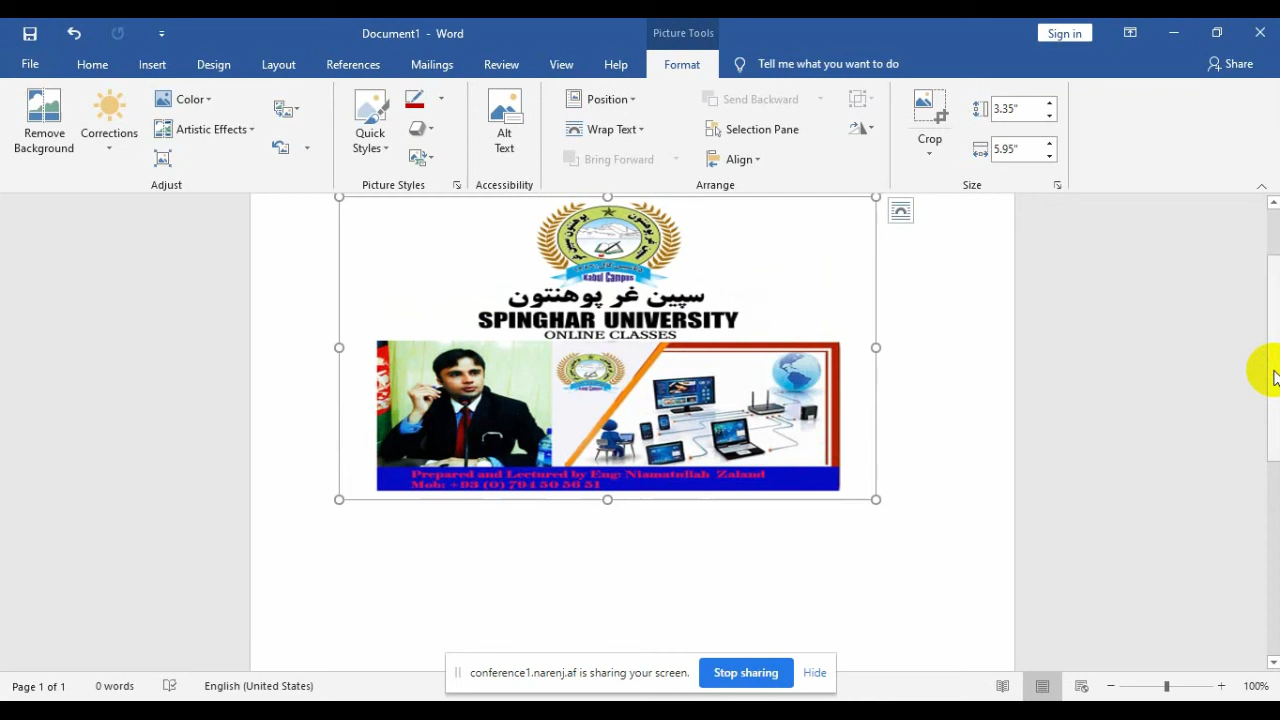 Document1 - Word
Picture Tools
Sign in
File
Home
Insert
Design
Layout
References
Mailings
Review
View
Help
Format
Tell me what you want to do
Share
Remove Background
Corrections
Color
Artistic Effects
Adjust
Quick Styles
Picture Styles
Alt Text
Accessibility
Position
Wrap Text
Bring Forward
Send Backward
Selection Pane
Align
Arrange
Crop
3.35"
5.95"
Size
Kabul Campus
سپین غر پوهنتون
SPINGHAR UNIVERSITY
ONLINE CLASSES
Prepared and Lectured by Eng: Niamatullah Zaland
Mob: +93 (0) 794 50 56 51
conference1.narenj.af is sharing your screen.
Stop sharing
Hide
Page 1 of 1
0 words
English (United States)
100%